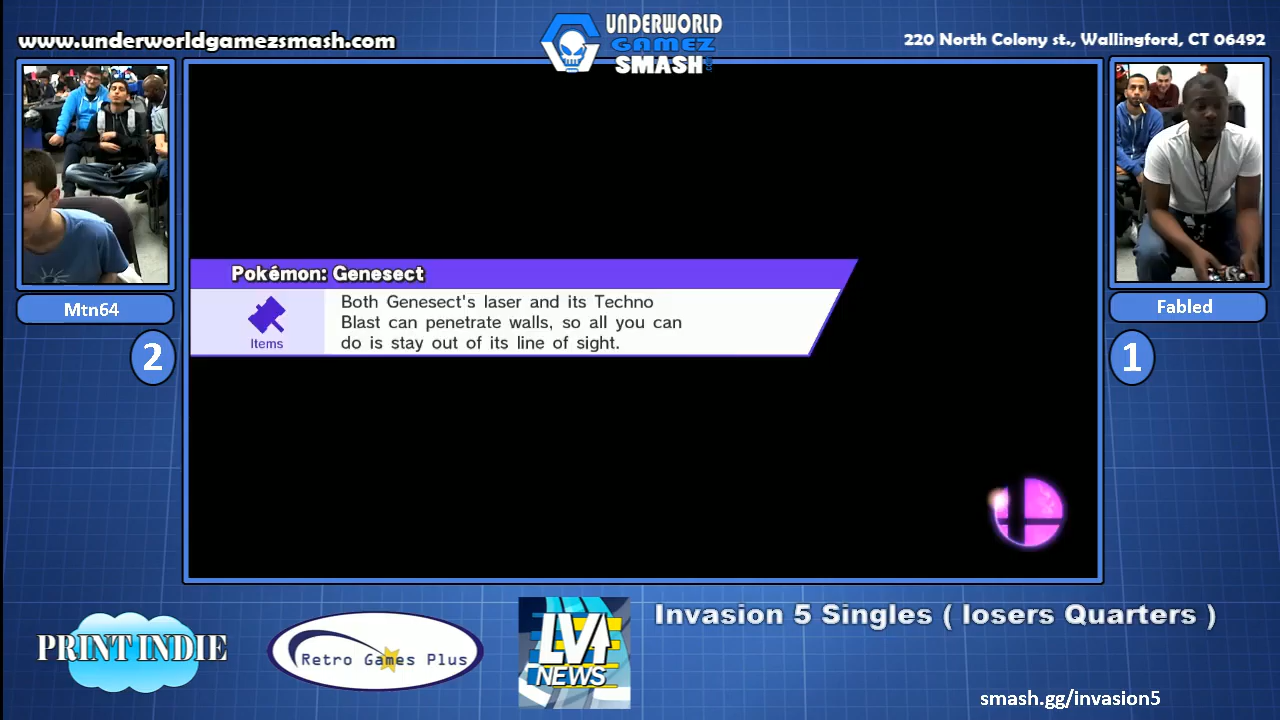 www.underworldgamezsmash.com
UNDERWORLD
GAMEZ
SMASH
220 North Colony st., Wallingford, CT 06492
Pokémon: Genesect
Both Genesect's laser and its Techno
Blast can penetrate walls, so all you can
do is stay out of its line of sight.
Items
Mtn64
2
Fabled
1
PRINT INDIE
Retro Games Plus
LVL
NEWS
Invasion 5 Singles ( losers Quarters )
smash.gg/invasion5